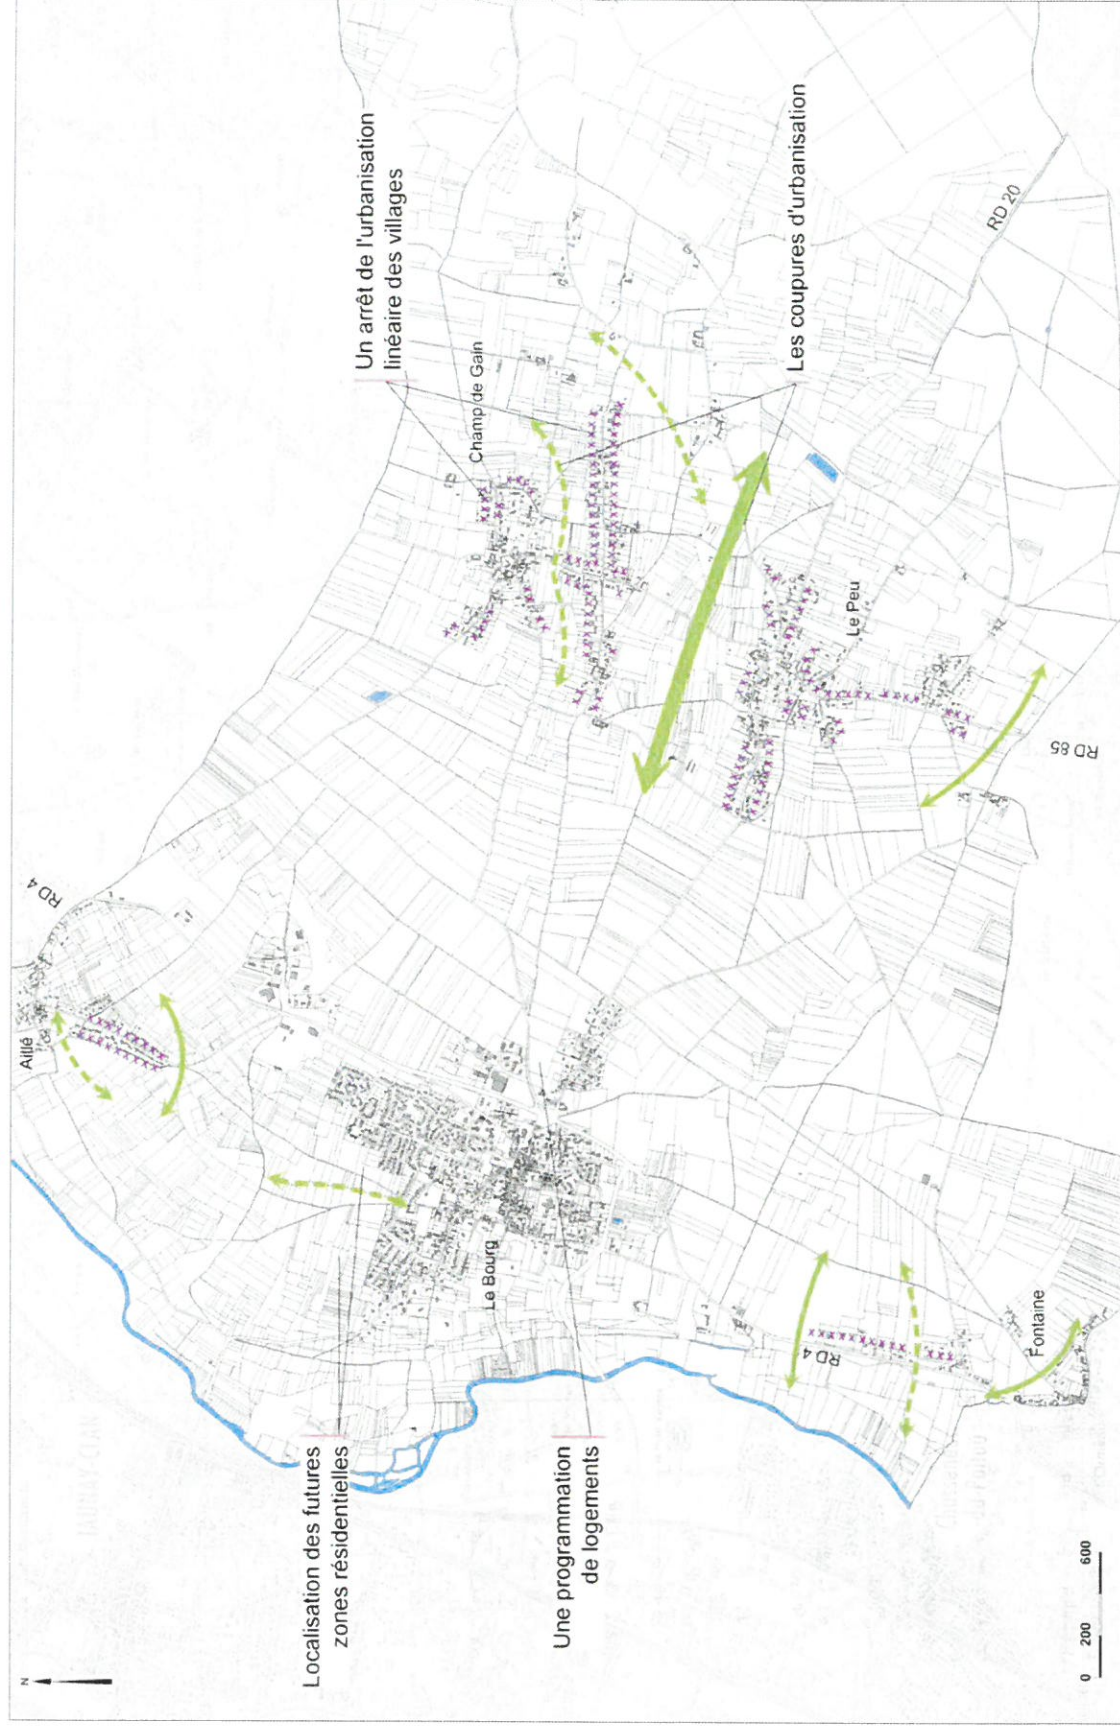 N
Aillé
RD 4
Un arrêt de l'urbanisation
linéaire des villages
Champ de Gain
Localisation des futures
zones résidentielles
Le Bourg
Les coupures d'urbanisation
Une programmation
de logements
Le Peu
RD 4
RD 20
Fontaine
RD 85
0 200 600